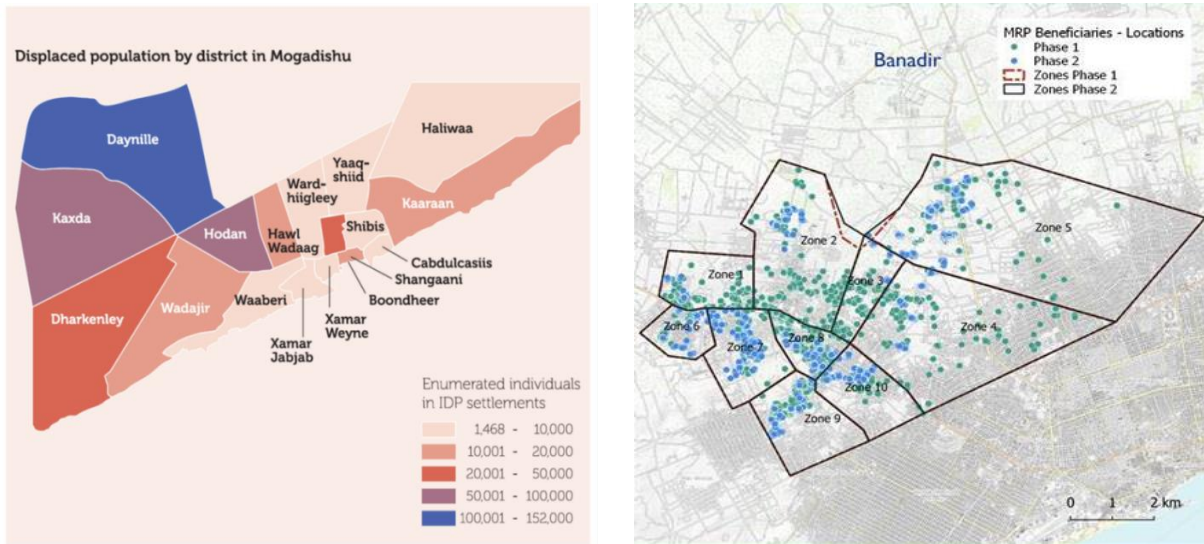 Displaced population by district in Mogadishu
Daynille
Haliwaa
Yaaq-
shiid
Ward-
hiigleey
Kaxda
Kaaraan
Hodan
Hawl
Wadaag
Shibis
Cabdulcasiis
Shangaani
Boondheer
Wadajir
Waaberi
Dharkenley
Xamar
Weyne
Xamar
Jabjab
Enumerated individuals
in IDP settlements
1,468 - 10,000
10,001 - 20,000
20,001 - 50,000
50,001 - 100,000
100,001 - 152,000
MRP Beneficiaries - Locations
Phase 1
Phase 2
Zones Phase 1
Zones Phase 2
Banadir
Zone 2
Zone 5
Zone 1
Zone 3
Zone 6
Zone 7
Zone 8
Zone 4
Zone 10
Zone 9
0 1 2 km